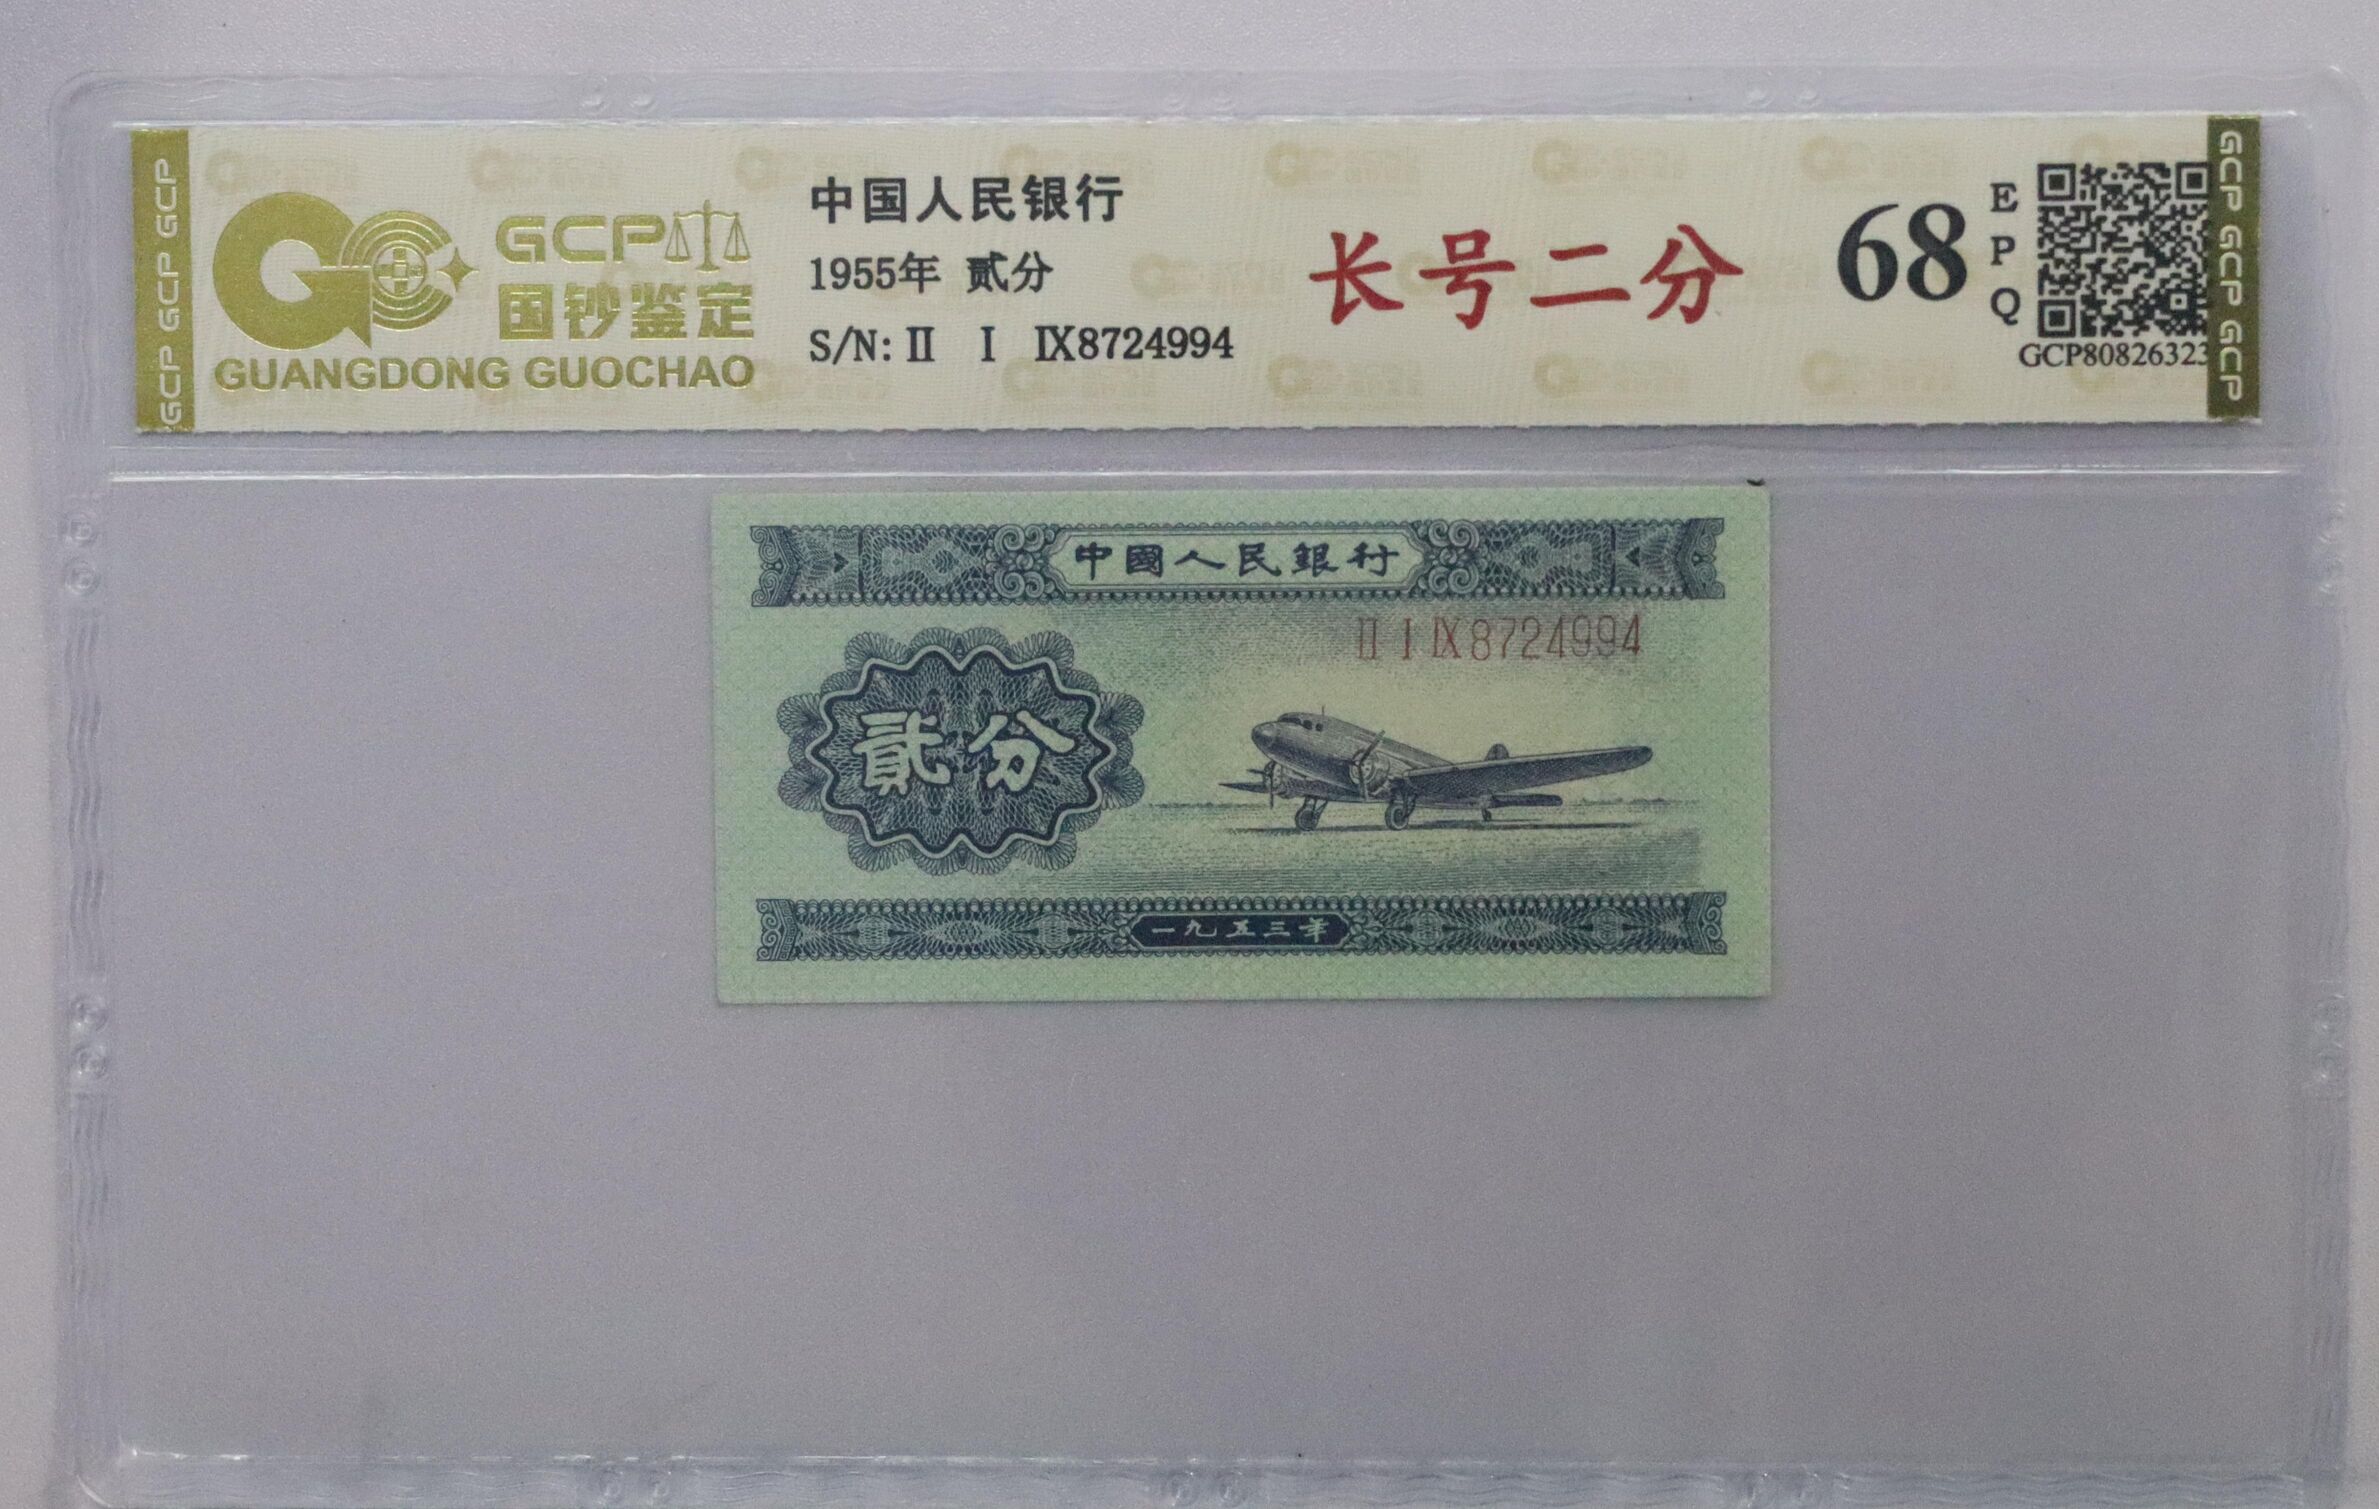 GCP GCP GCP
GCP
国钞鉴定
GUANGDONG GUOCHAO
中国人民银行
1955年 贰分
S/N: Ⅱ Ⅰ Ⅸ8724994
长号二分
68
E
P
Q
GCP80826323
GCP GCP GCP
中國人民銀行
Ⅱ Ⅰ Ⅸ8724994
貳分
一九五三年